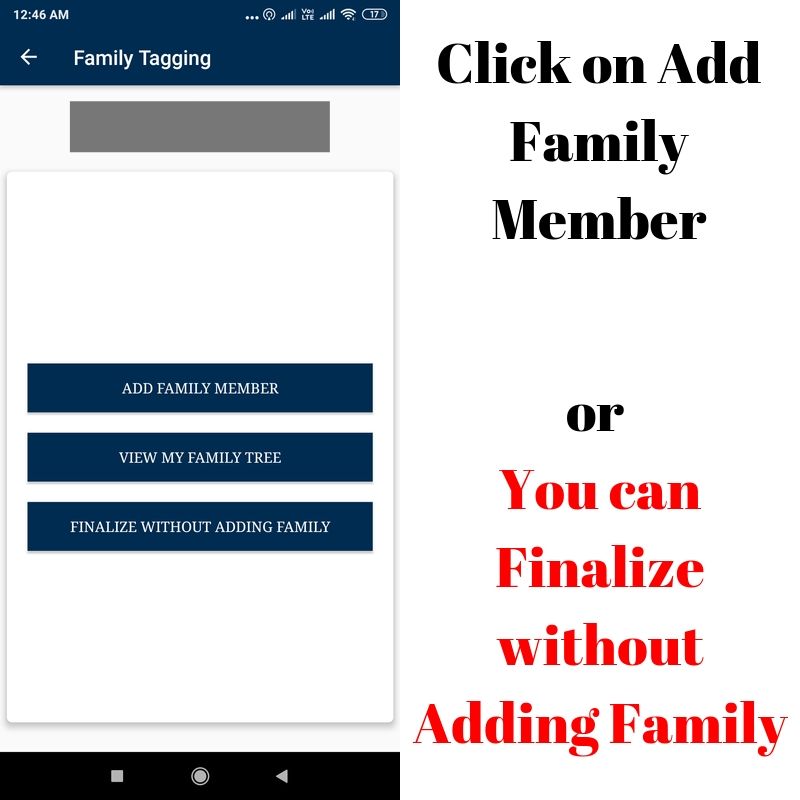 12:46 AM
Vo) LTE
17
Family Tagging
ADD FAMILY MEMBER
VIEW MY FAMILY TREE
FINALIZE WITHOUT ADDING FAMILY
Click on Add
Family
Member
or
You can
Finalize
without
Adding Family